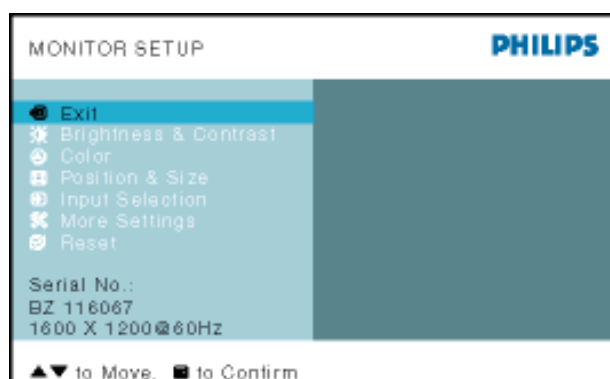 MONITOR SETUP
PHILIPS
Exit
Brightness & Contrast
Color
Position & Size
Input Selection
More Settings
Reset
Serial No.:
BZ 116067
1600 X 1200@60Hz
▲▼ to Move, ■ to Confirm